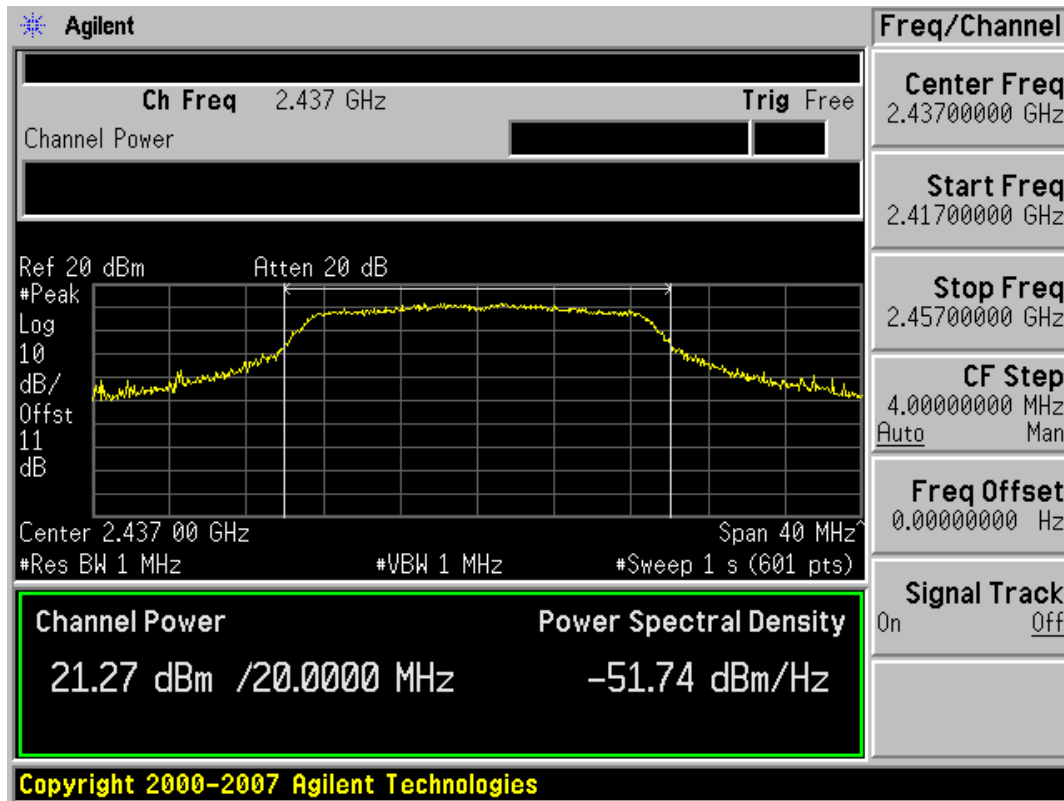 Agilent
Freq/Channel
Ch Freq 2.437 GHz Trig Free
Channel Power
Ref 20 dBm Atten 20 dB
#Peak
Log
10
dB/
Offst
11
dB
Center 2.437 00 GHz Span 40 MHz^
#Res BW 1 MHz #VBW 1 MHz #Sweep 1 s (601 pts)
Channel Power Power Spectral Density
21.27 dBm /20.0000 MHz -51.74 dBm/Hz
Copyright 2000-2007 Agilent Technologies
Center Freq
2.43700000 GHz
Start Freq
2.41700000 GHz
Stop Freq
2.45700000 GHz
CF Step
4.00000000 MHz
Auto Man
Freq Offset
0.00000000 Hz
Signal Track
On Off